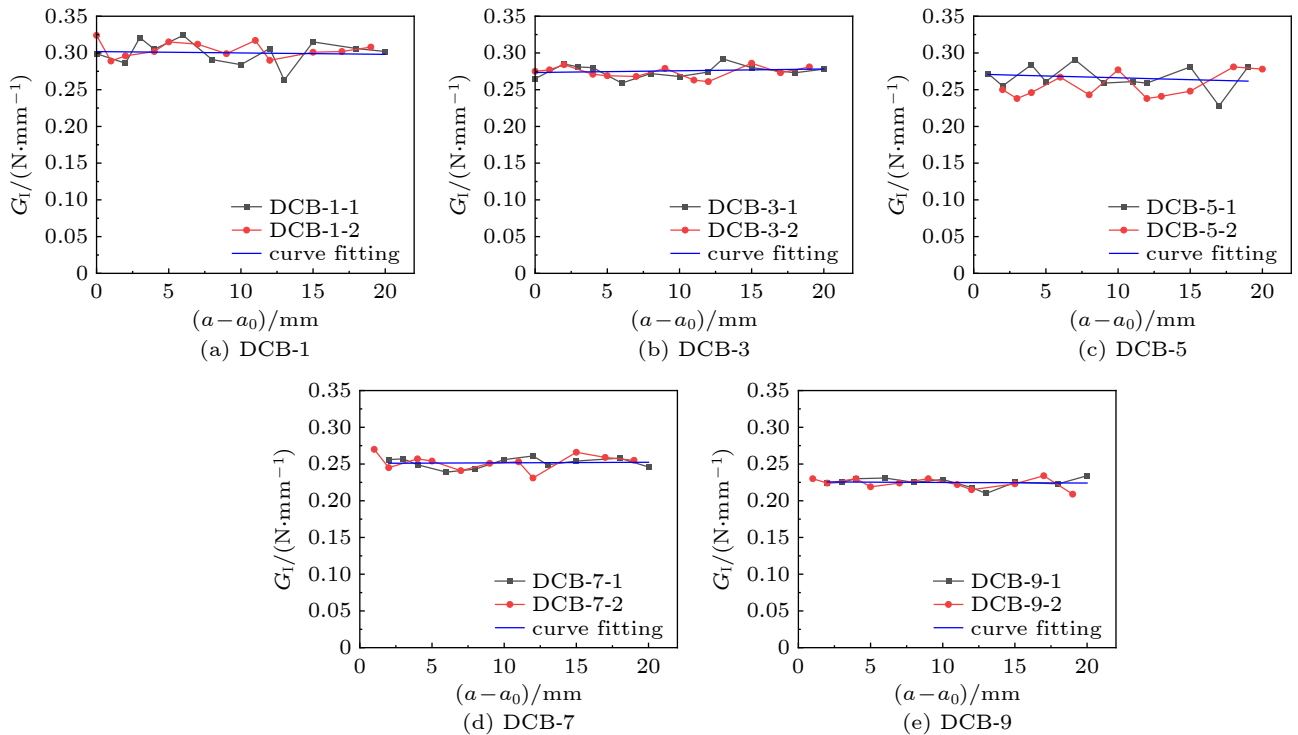 0.35
0.30
0.25
0.20
0.15
0.10
0.05
0
G_I/(N·mm⁻¹)
DCB-1-1
DCB-1-2
curve fitting
0 5 10 15 20
(a−a₀)/mm
(a) DCB-1
0.35
0.30
0.25
0.20
0.15
0.10
0.05
0
G_I/(N·mm⁻¹)
DCB-3-1
DCB-3-2
curve fitting
0 5 10 15 20
(a−a₀)/mm
(b) DCB-3
0.35
0.30
0.25
0.20
0.15
0.10
0.05
0
G_I/(N·mm⁻¹)
DCB-5-1
DCB-5-2
curve fitting
0 5 10 15 20
(a−a₀)/mm
(c) DCB-5
0.35
0.30
0.25
0.20
0.15
0.10
0.05
0
G_I/(N·mm⁻¹)
DCB-7-1
DCB-7-2
curve fitting
0 5 10 15 20
(a−a₀)/mm
(d) DCB-7
0.35
0.30
0.25
0.20
0.15
0.10
0.05
0
G_I/(N·mm⁻¹)
DCB-9-1
DCB-9-2
curve fitting
0 5 10 15 20
(a−a₀)/mm
(e) DCB-9